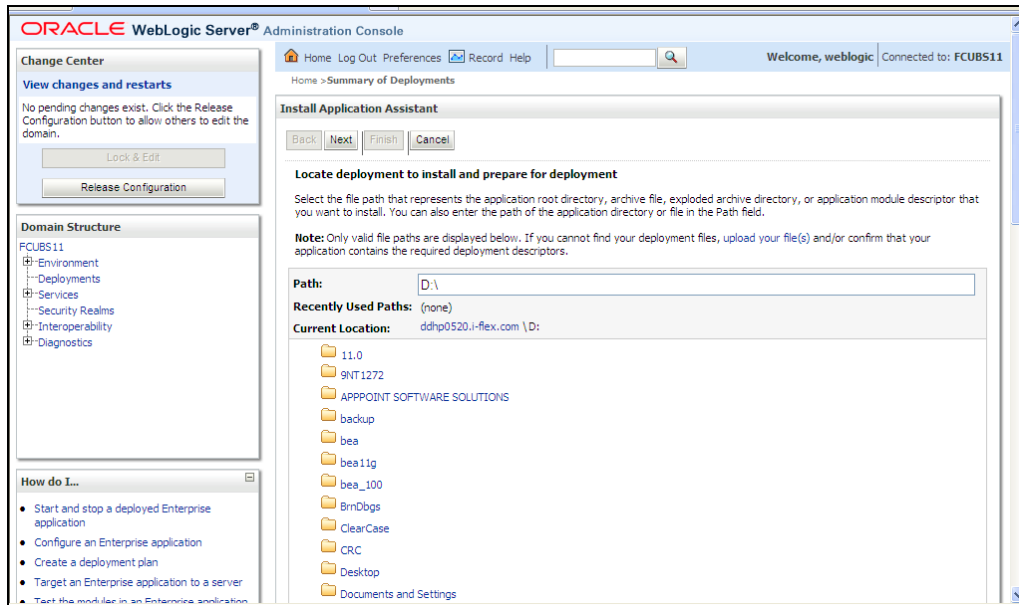 ORACLE WebLogic Server® Administration Console
Change Center
View changes and restarts
No pending changes exist. Click the Release
Configuration button to allow others to edit the
domain.
Lock & Edit
Release Configuration
Domain Structure
FCUBS11
Environment
Deployments
Services
Security Realms
Interoperability
Diagnostics
How do I...
Start and stop a deployed Enterprise
application
Configure an Enterprise application
Create a deployment plan
Target an Enterprise application to a server
Test the modules in an Enterprise application
Home Log Out Preferences Record Help
Welcome, weblogic Connected to: FCUBS11
Home >Summary of Deployments
Install Application Assistant
Back Next Finish Cancel
Locate deployment to install and prepare for deployment
Select the file path that represents the application root directory, archive file, exploded archive directory, or application module descriptor that
you want to install. You can also enter the path of the application directory or file in the Path field.
Note: Only valid file paths are displayed below. If you cannot find your deployment files, upload your file(s) and/or confirm that your
application contains the required deployment descriptors.
Path: D:\
Recently Used Paths: (none)
Current Location: ddhp0520.i-flex.com \D:
11.0
9NT1272
APPPOINT SOFTWARE SOLUTIONS
backup
bea
bea11g
bea_100
BrnDbgs
ClearCase
CRC
Desktop
Documents and Settings